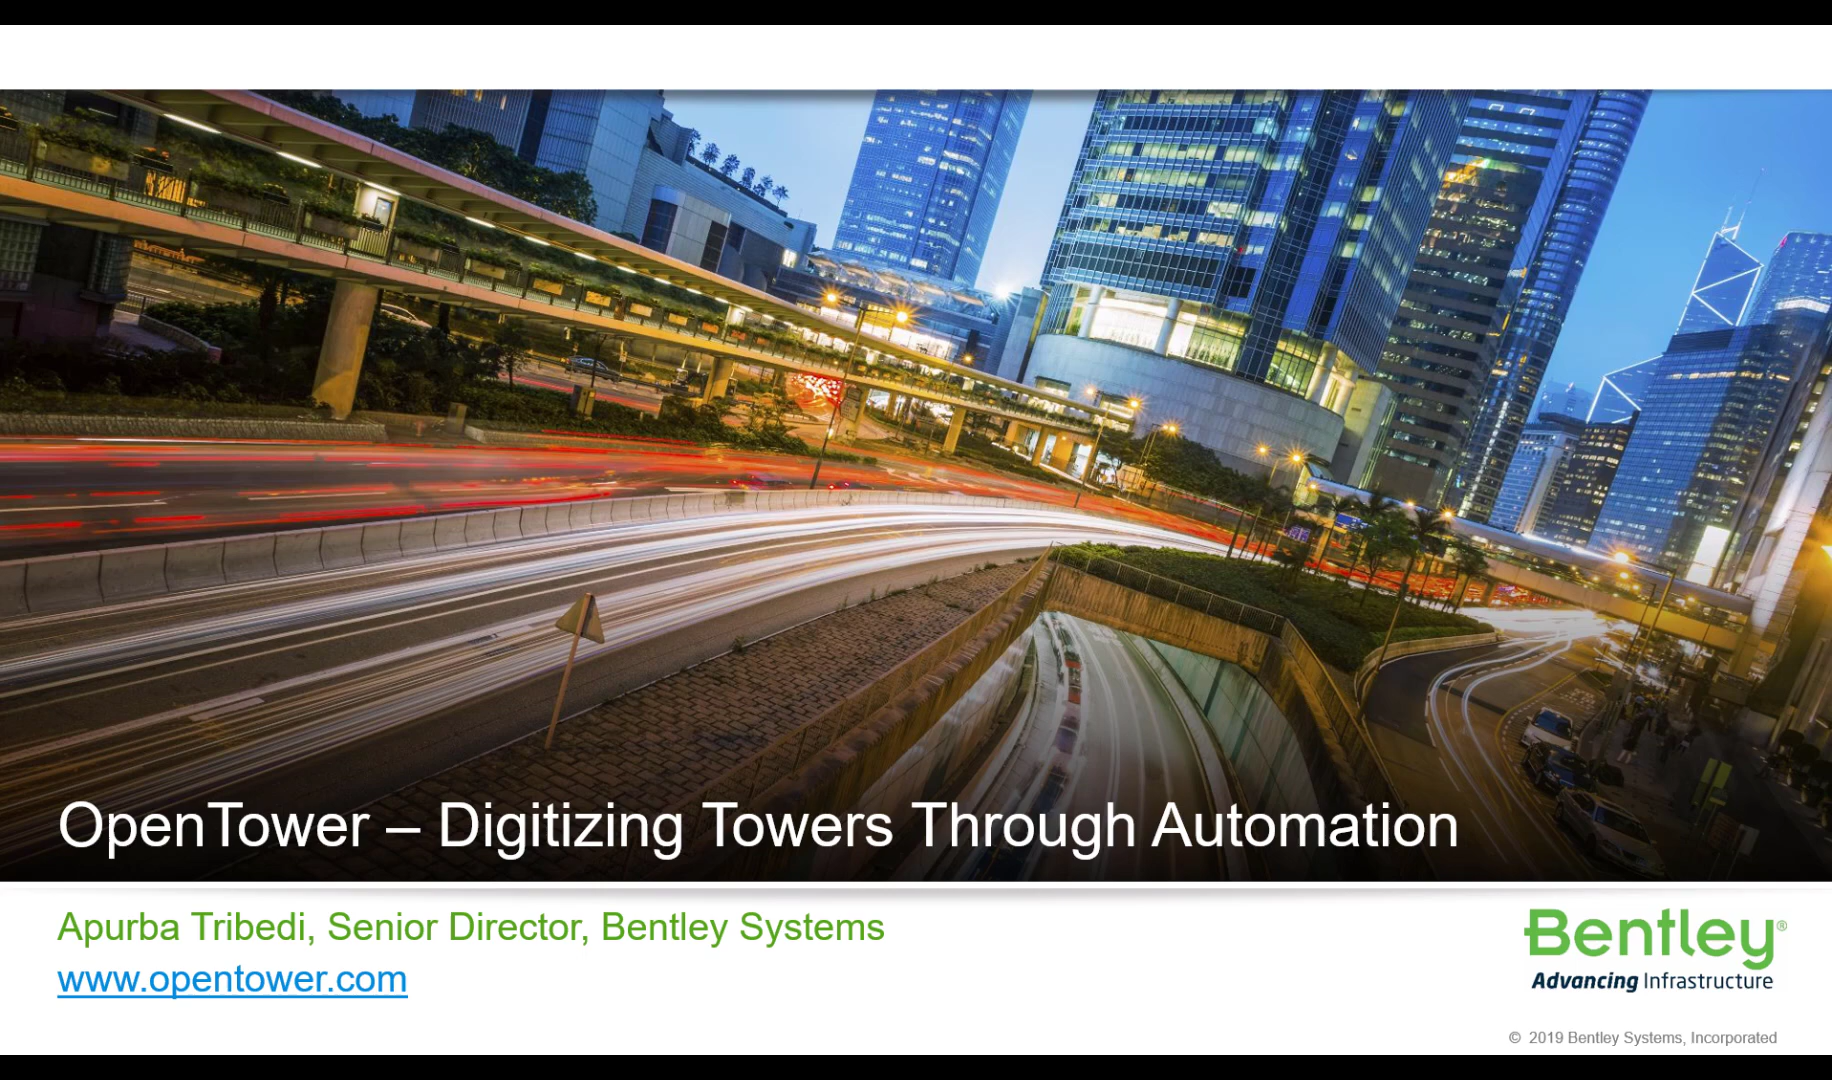 OpenTower – Digitizing Towers Through Automation
Apurba Tribedi, Senior Director, Bentley Systems
www.opentower.com
Bentley®
Advancing Infrastructure
© 2019 Bentley Systems, Incorporated